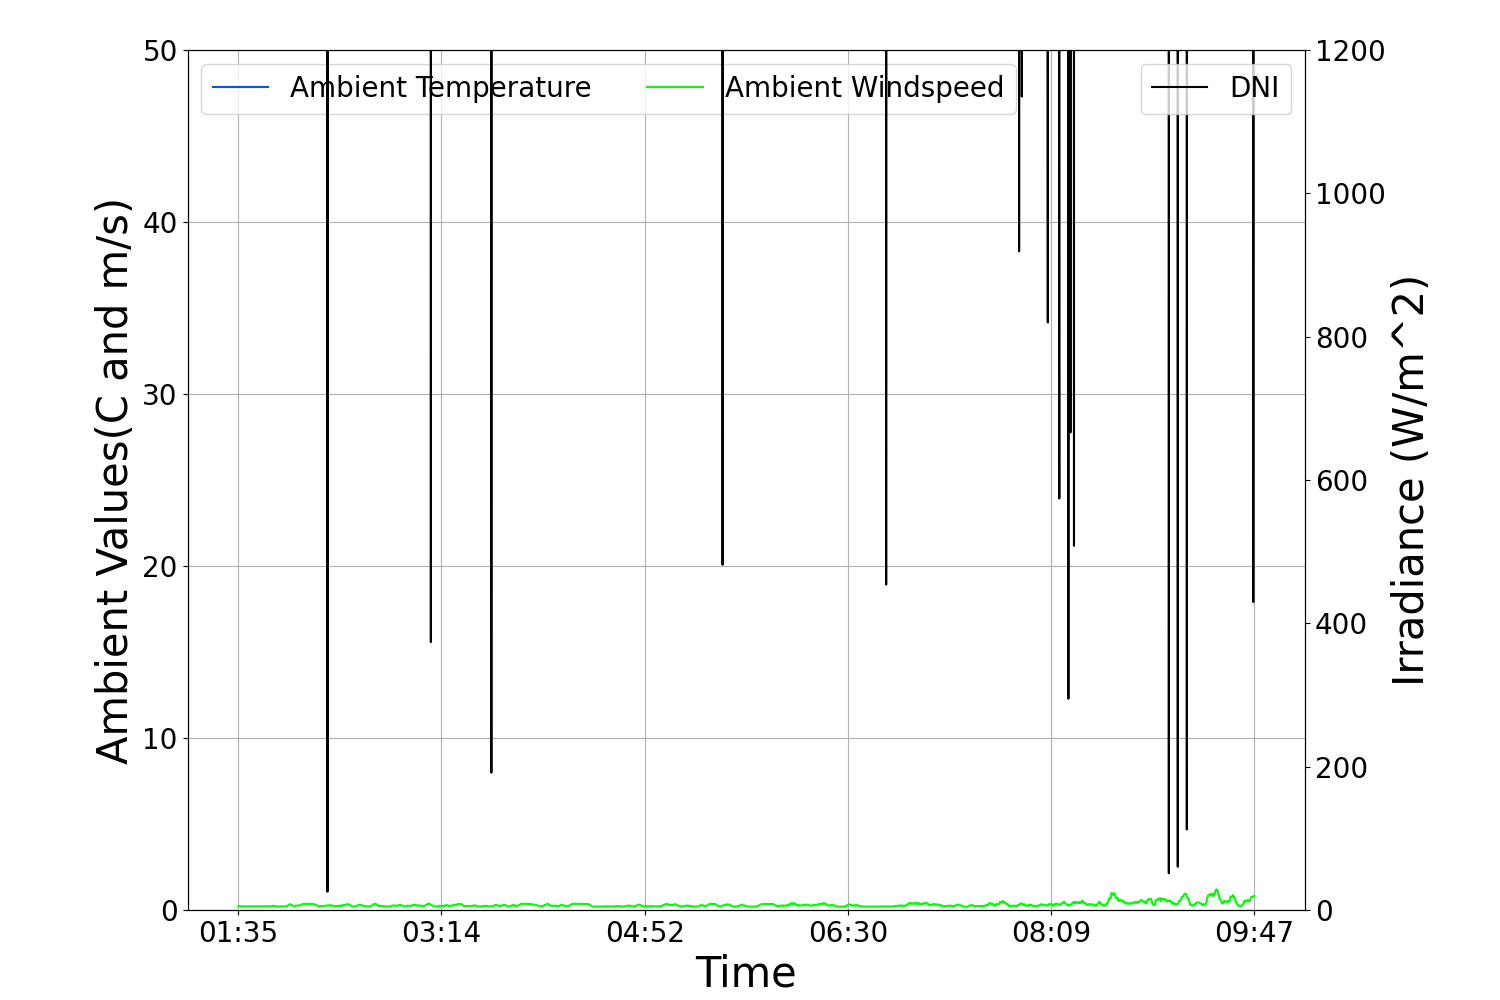 Ambient Temperature
Ambient Windspeed
DNI
Ambient Values(C and m/s)
50
40
30
20
10
0
1200
1000
800
600
400
200
0
Irradiance (W/m^2)
01:35 03:14 04:52 06:30 08:09 09:47
Time